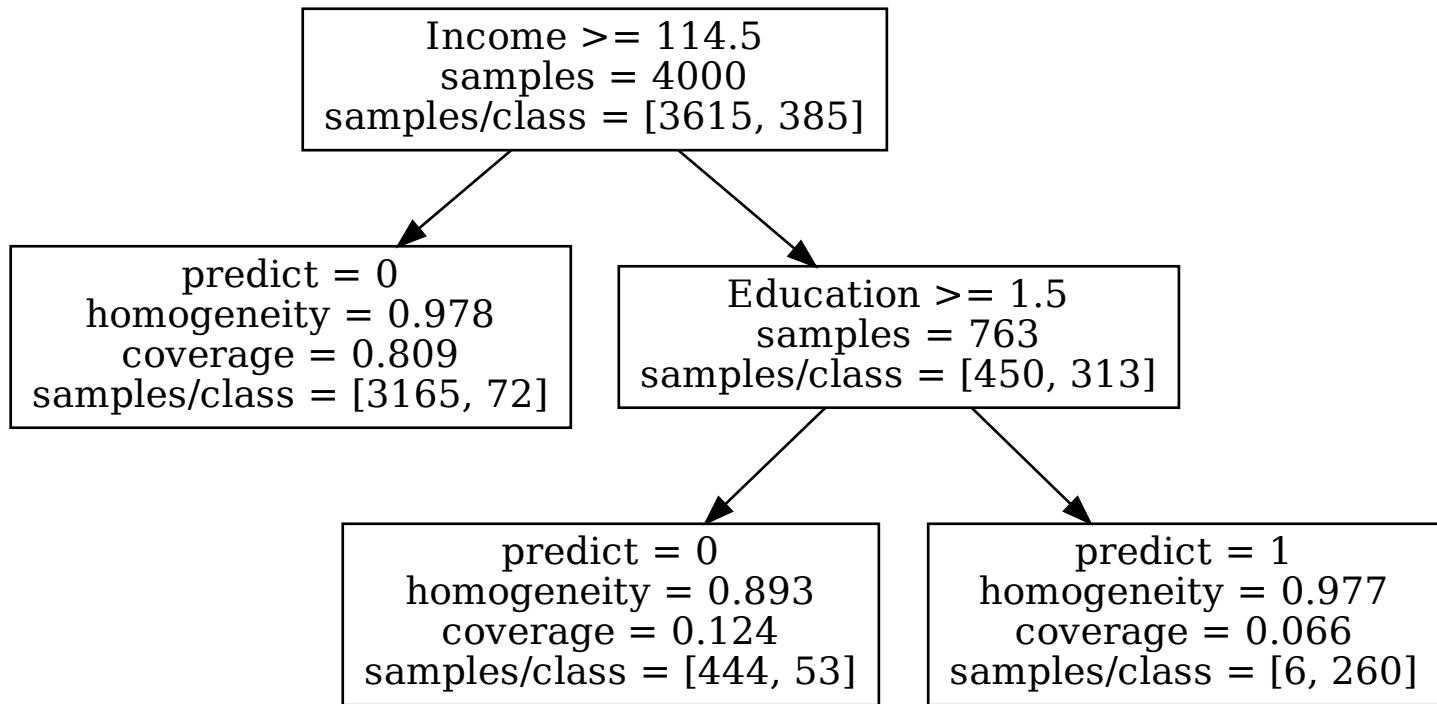 Income >= 114.5
samples = 4000
samples/class = [3615, 385]
predict = 0
homogeneity = 0.978
coverage = 0.809
samples/class = [3165, 72]
Education >= 1.5
samples = 763
samples/class = [450, 313]
predict = 0
homogeneity = 0.893
coverage = 0.124
samples/class = [444, 53]
predict = 1
homogeneity = 0.977
coverage = 0.066
samples/class = [6, 260]